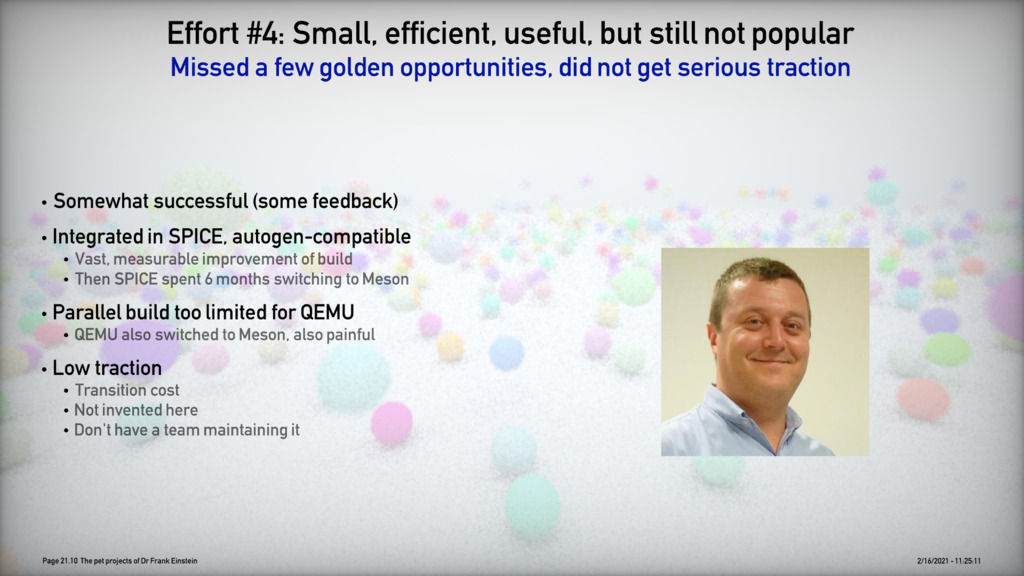 Effort #4: Small, efficient, useful, but still not popular
Missed a few golden opportunities, did not get serious traction
• Somewhat successful (some feedback)
• Integrated in SPICE, autogen-compatible
• Vast, measurable improvement of build
• Then SPICE spent 6 months switching to Meson
• Parallel build too limited for QEMU
• QEMU also switched to Meson, also painful
• Low traction
• Transition cost
• Not invented here
• Don't have a team maintaining it
Page 21.10 The pet projects of Dr Frank Einstein
2/16/2021 - 11:25:11